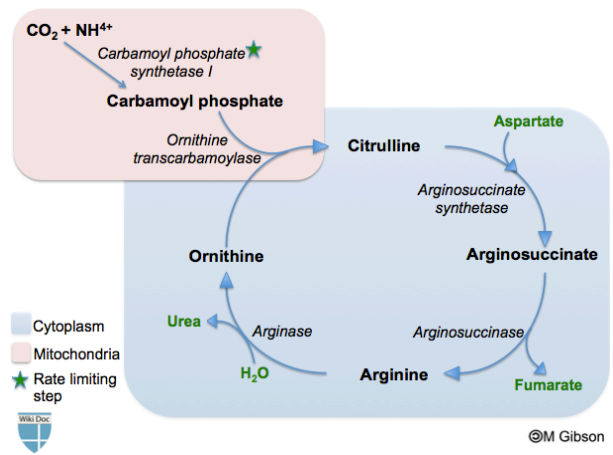 CO₂ + NH⁴⁺
Carbamoyl phosphate
synthetase I
Carbamoyl phosphate
Ornithine
transcarbamoylase
Citrulline
Aspartate
Arginosuccinate
synthetase
Ornithine
Arginosuccinate
Urea
Arginase
Arginosuccinase
H₂O
Arginine
Fumarate
Cytoplasm
Mitochondria
Rate limiting
step
Wiki Doc
🄯M Gibson